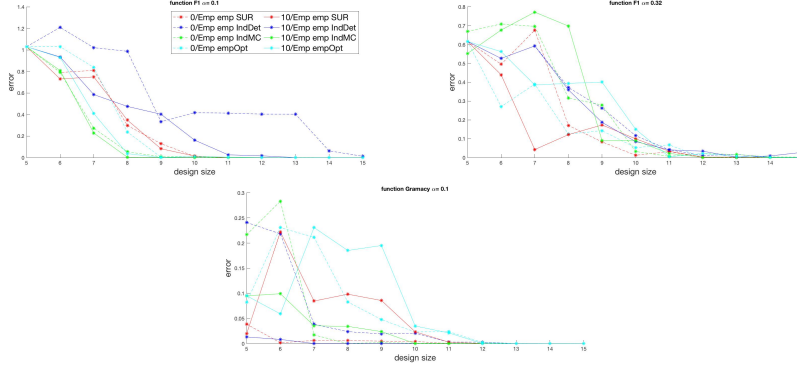 function F1 α= 0.1
1.4
1.2
1
0.8
0.6
0.4
0.2
0
error
5 6 7 8 9 10 11 12 13 14 15
design size
0/Emp emp SUR 10/Emp emp SUR
0/Emp emp IndDet 10/Emp emp IndDet
0/Emp emp IndMC 10/Emp emp IndMC
0/Emp empOpt 10/Emp empOpt
function F1 α= 0.32
0.8
0.7
0.6
0.5
0.4
0.3
0.2
0.1
0
error
5 6 7 8 9 10 11 12 13 14
design size
function Gramacy α= 0.1
0.3
0.25
0.2
0.15
0.1
0.05
0
error
5 6 7 8 9 10 11 12 13 14 15
design size